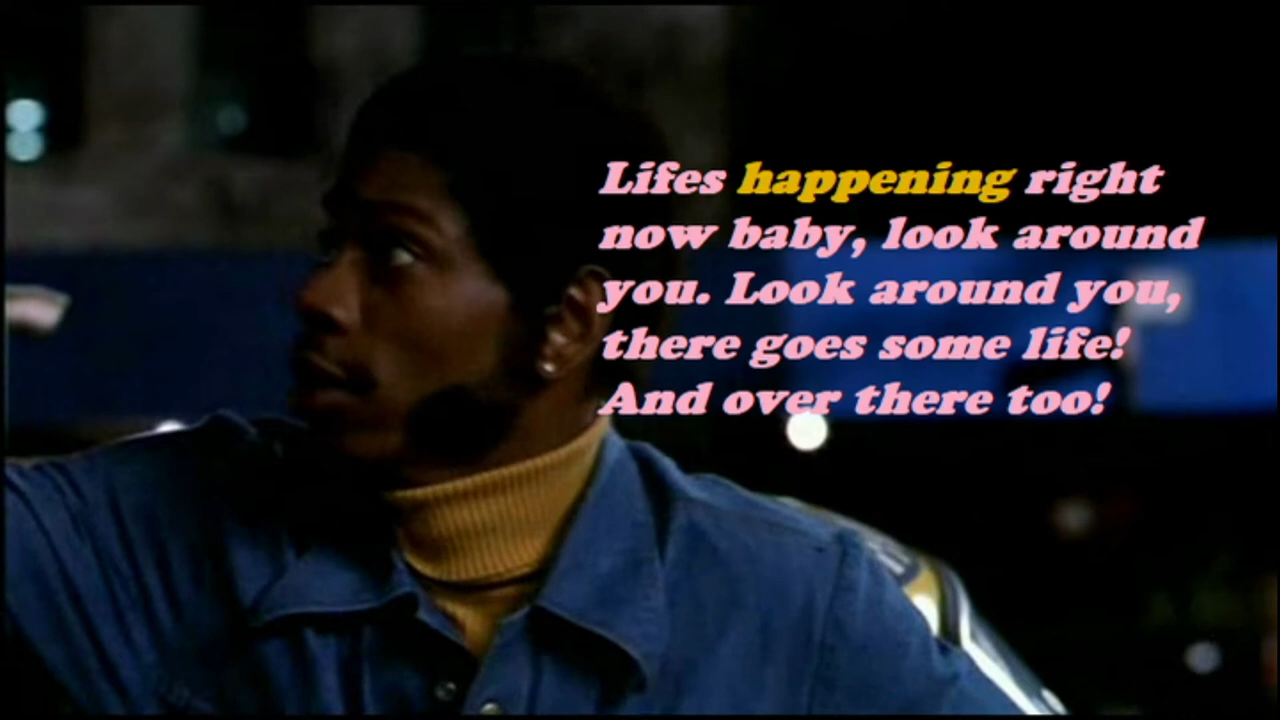 Lifes happening right
now baby, look around
you. Look around you,
there goes some life!
And over there too!